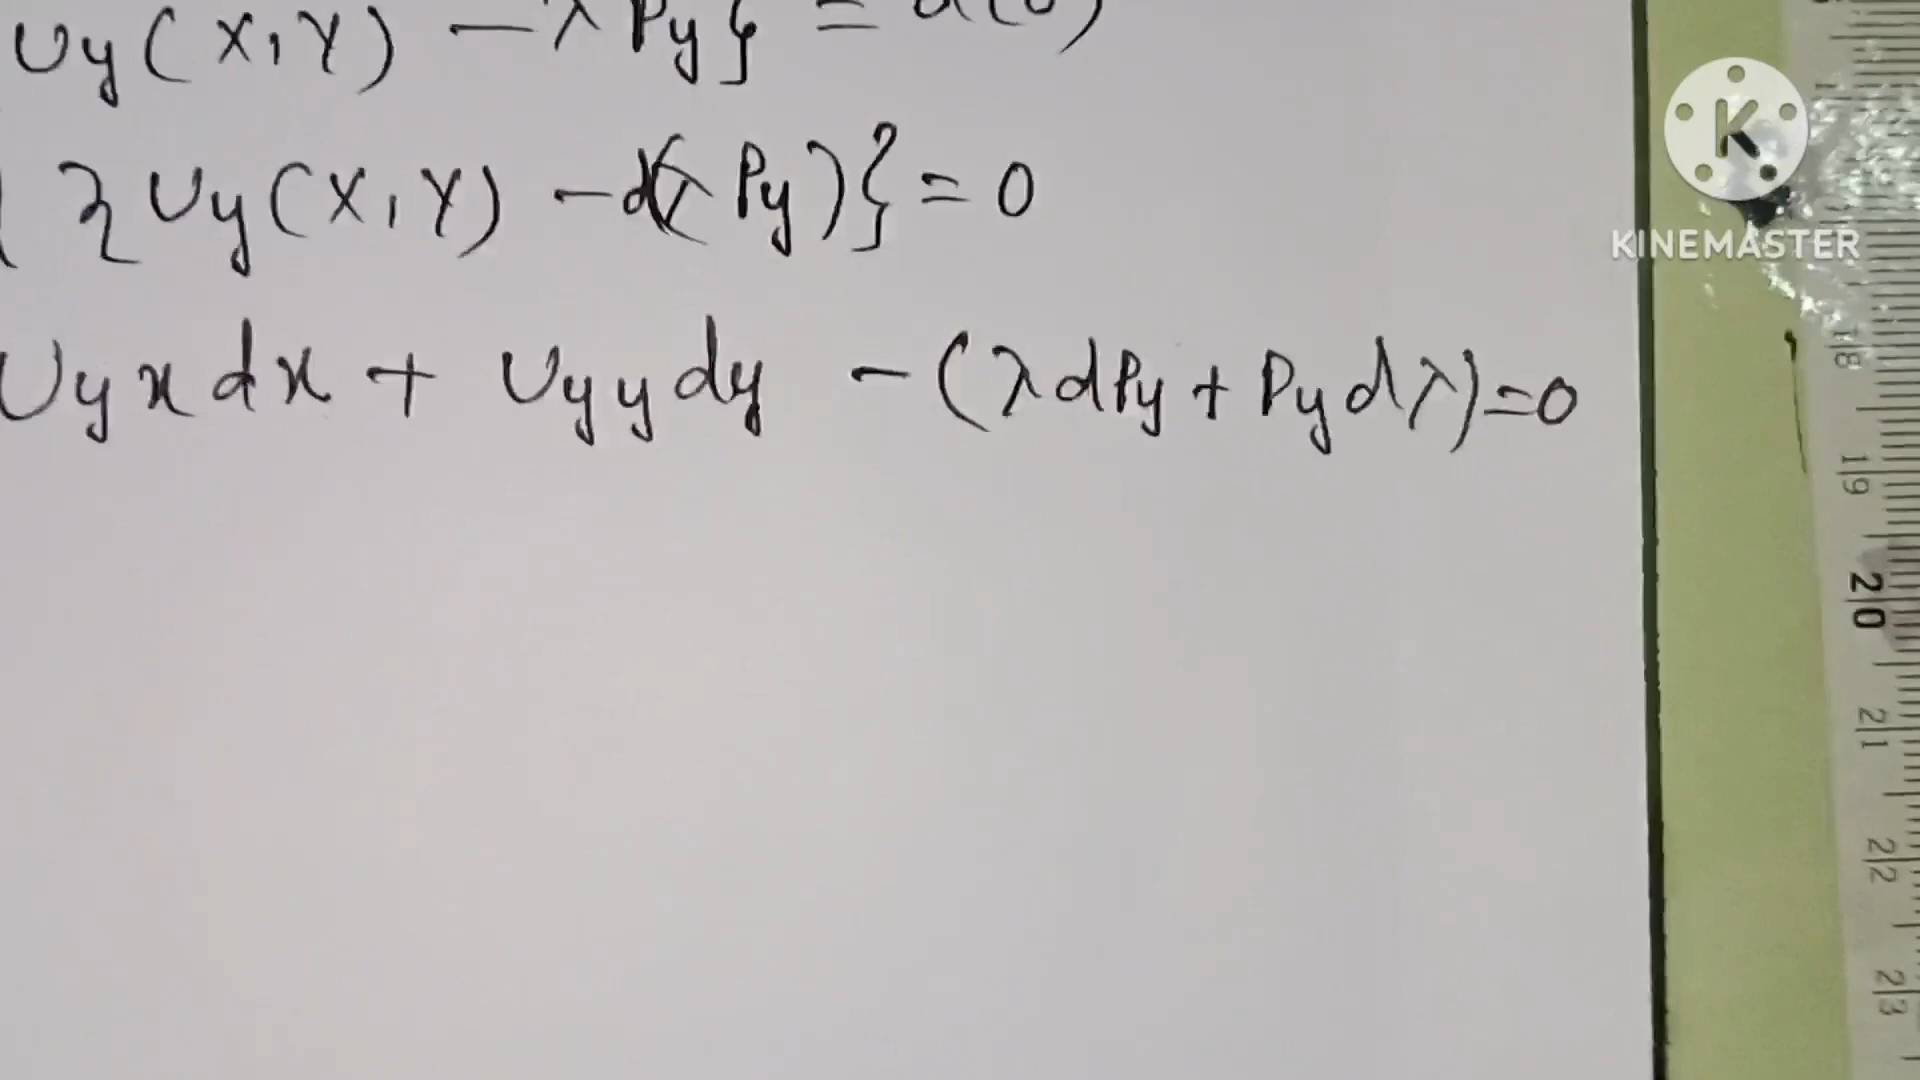 Uy(X,Y) - λPy} = d(0)
{Uy(X,Y) - d(λPy)} = 0
Uyx dx + Uyy dy - (λdPy + Pydλ) = 0
K
KINEMASTER
18
19
20
21
22
23